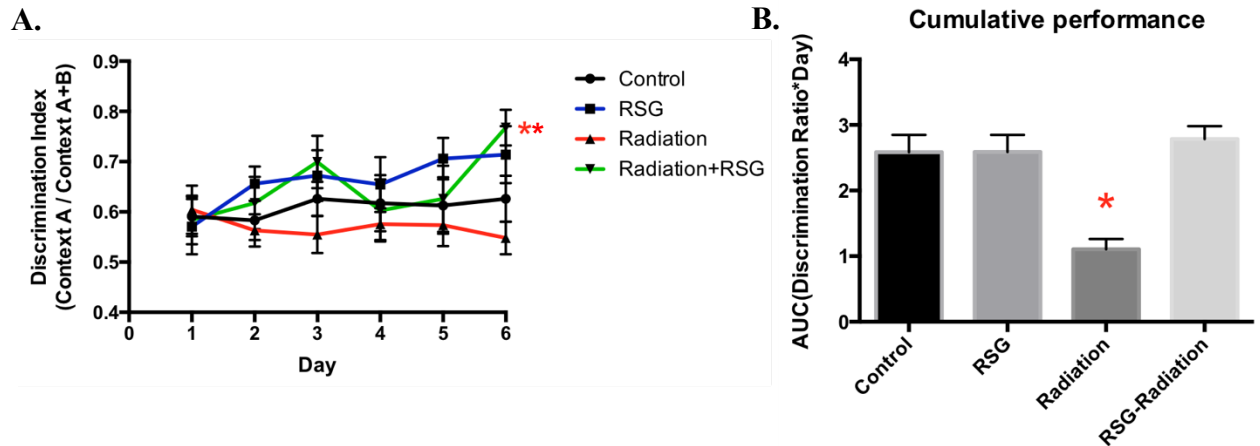 A.
Discrimination Index
(Context A / Context A+B)
0.9
0.8
0.7
0.6
0.5
0.4
0
1
2
3
4
5
6
Day
**
Control
RSG
Radiation
Radiation+RSG
B.
Cumulative performance
AUC(Discrimination Ratio*Day)
4
3
2
1
0
*
Control
RSG
Radiation
RSG-Radiation